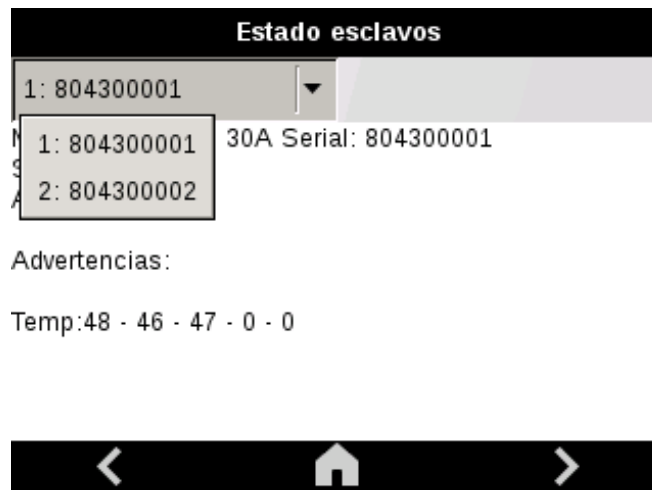 Estado esclavos
1: 804300001
1: 804300001
2: 804300002
30A Serial: 804300001
Advertencias:
Temp:48 - 46 - 47 - 0 - 0